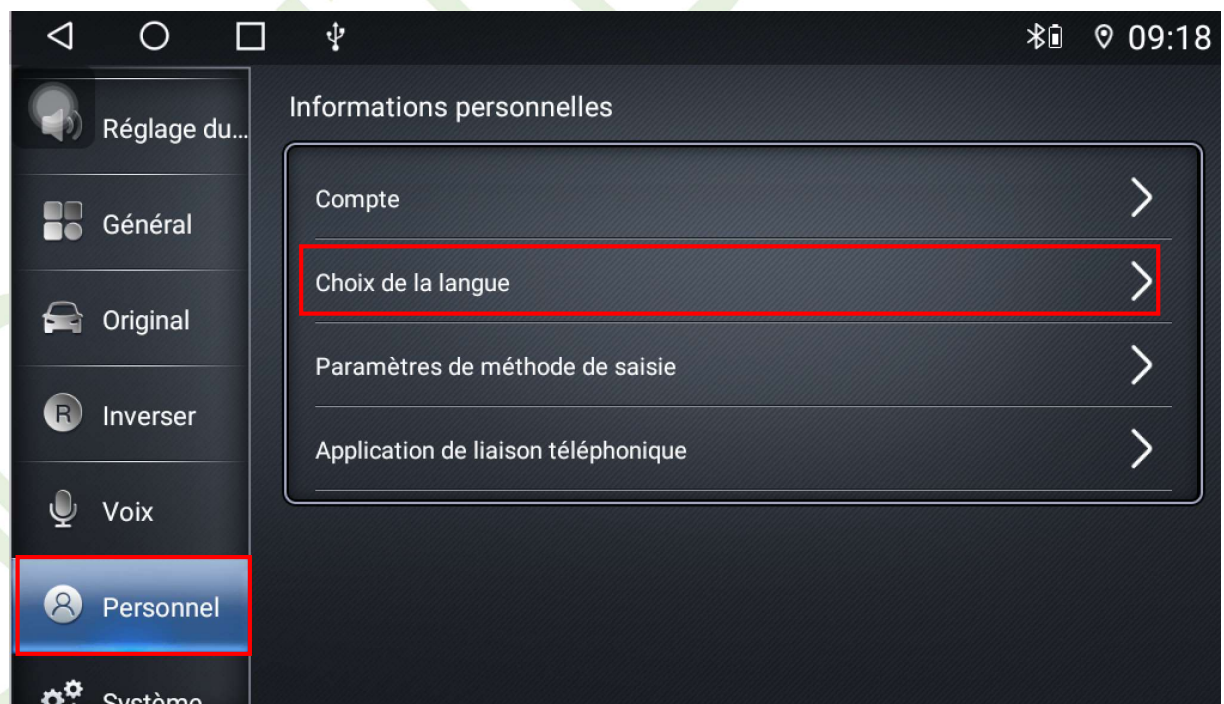 09:18
Réglage du...
Général
Original
R
Inverser
Voix
Personnel
Système
Informations personnelles
Compte
Choix de la langue
Paramètres de méthode de saisie
Application de liaison téléphonique